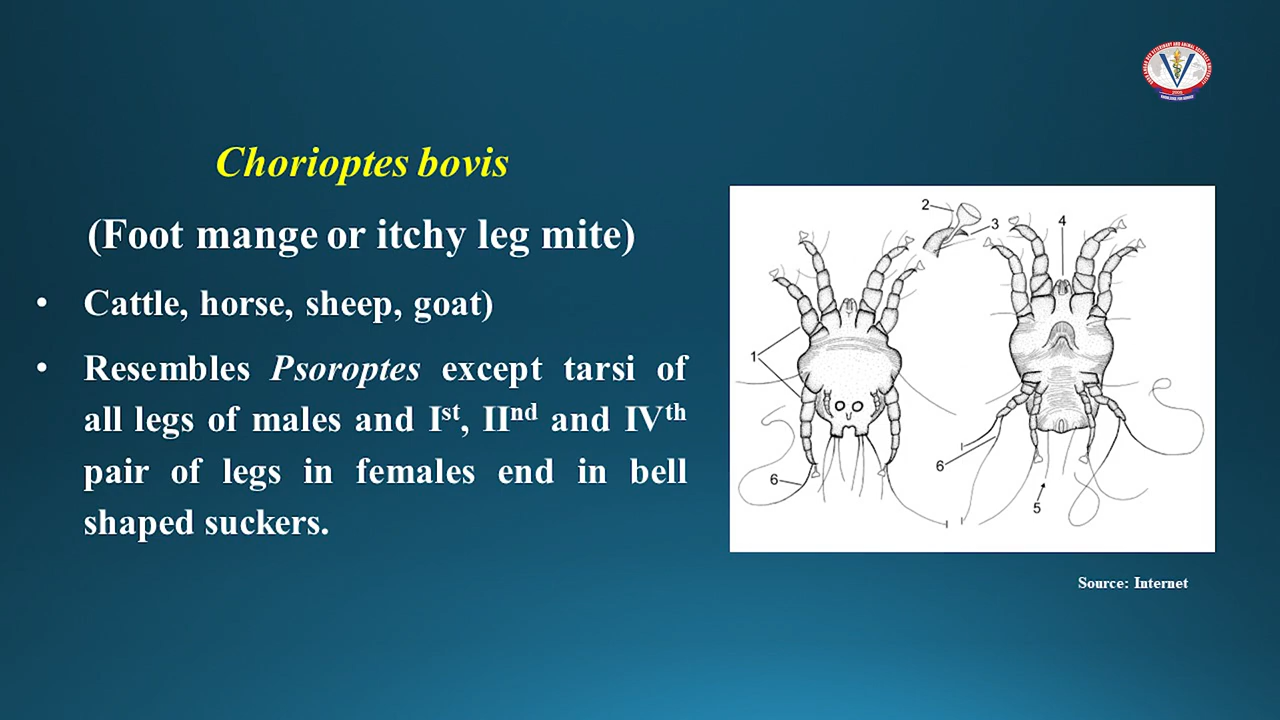 Chorioptes bovis
(Foot mange or itchy leg mite)
• Cattle, horse, sheep, goat)
• Resembles Psoroptes except tarsi of
all legs of males and Ist, IInd and IVth
pair of legs in females end in bell
shaped suckers.
2
3
4
1
6
6
5
Source: Internet